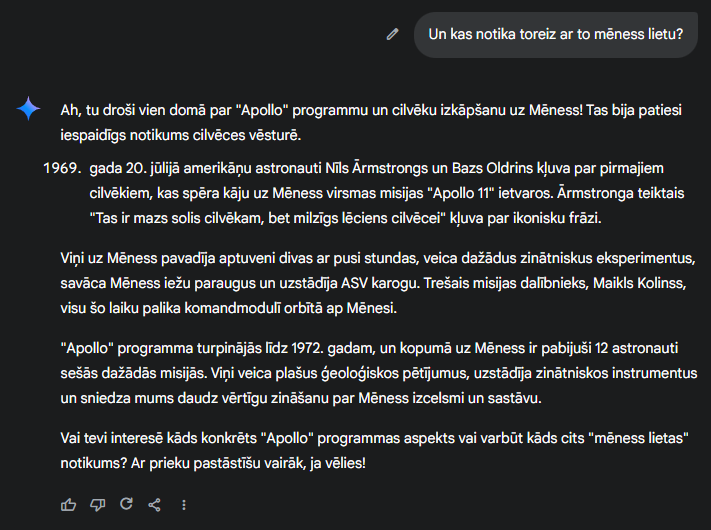 Un kas notika toreiz ar to mēness lietu?
Ah, tu droši vien domā par "Apollo" programmu un cilvēku izkāpšanu uz Mēness! Tas bija patiesi
iespaidīgs notikums cilvēces vēsturē.
1969. gada 20. jūlijā amerikāņu astronauti Nīls Ārmstrongs un Bazs Oldrins kļuva par pirmajiem
cilvēkiem, kas spēra kāju uz Mēness virsmas misijas "Apollo 11" ietvaros. Ārmstronga teiktais
"Tas ir mazs solis cilvēkam, bet milzīgs lēciens cilvēcei" kļuva par ikonisku frāzi.
Viņi uz Mēness pavadīja aptuveni divas ar pusi stundas, veica dažādus zinātniskus eksperimentus,
savāca Mēness iežu paraugus un uzstādīja ASV karogu. Trešais misijas dalībnieks, Maikls Kolinss,
visu šo laiku palika komandmodulī orbītā ap Mēnesi.
"Apollo" programma turpinājās līdz 1972. gadam, un kopumā uz Mēness ir pabijuši 12 astronauti
sešās dažādās misijās. Viņi veica plašus ģeoloģiskos pētījumus, uzstādīja zinātniskos instrumentus
un sniedza mums daudz vērtīgu zināšanu par Mēness izcelsmi un sastāvu.
Vai tevi interesē kāds konkrēts "Apollo" programmas aspekts vai varbūt kāds cits "mēness lietas"
notikums? Ar prieku pastāstīšu vairāk, ja vēlies!